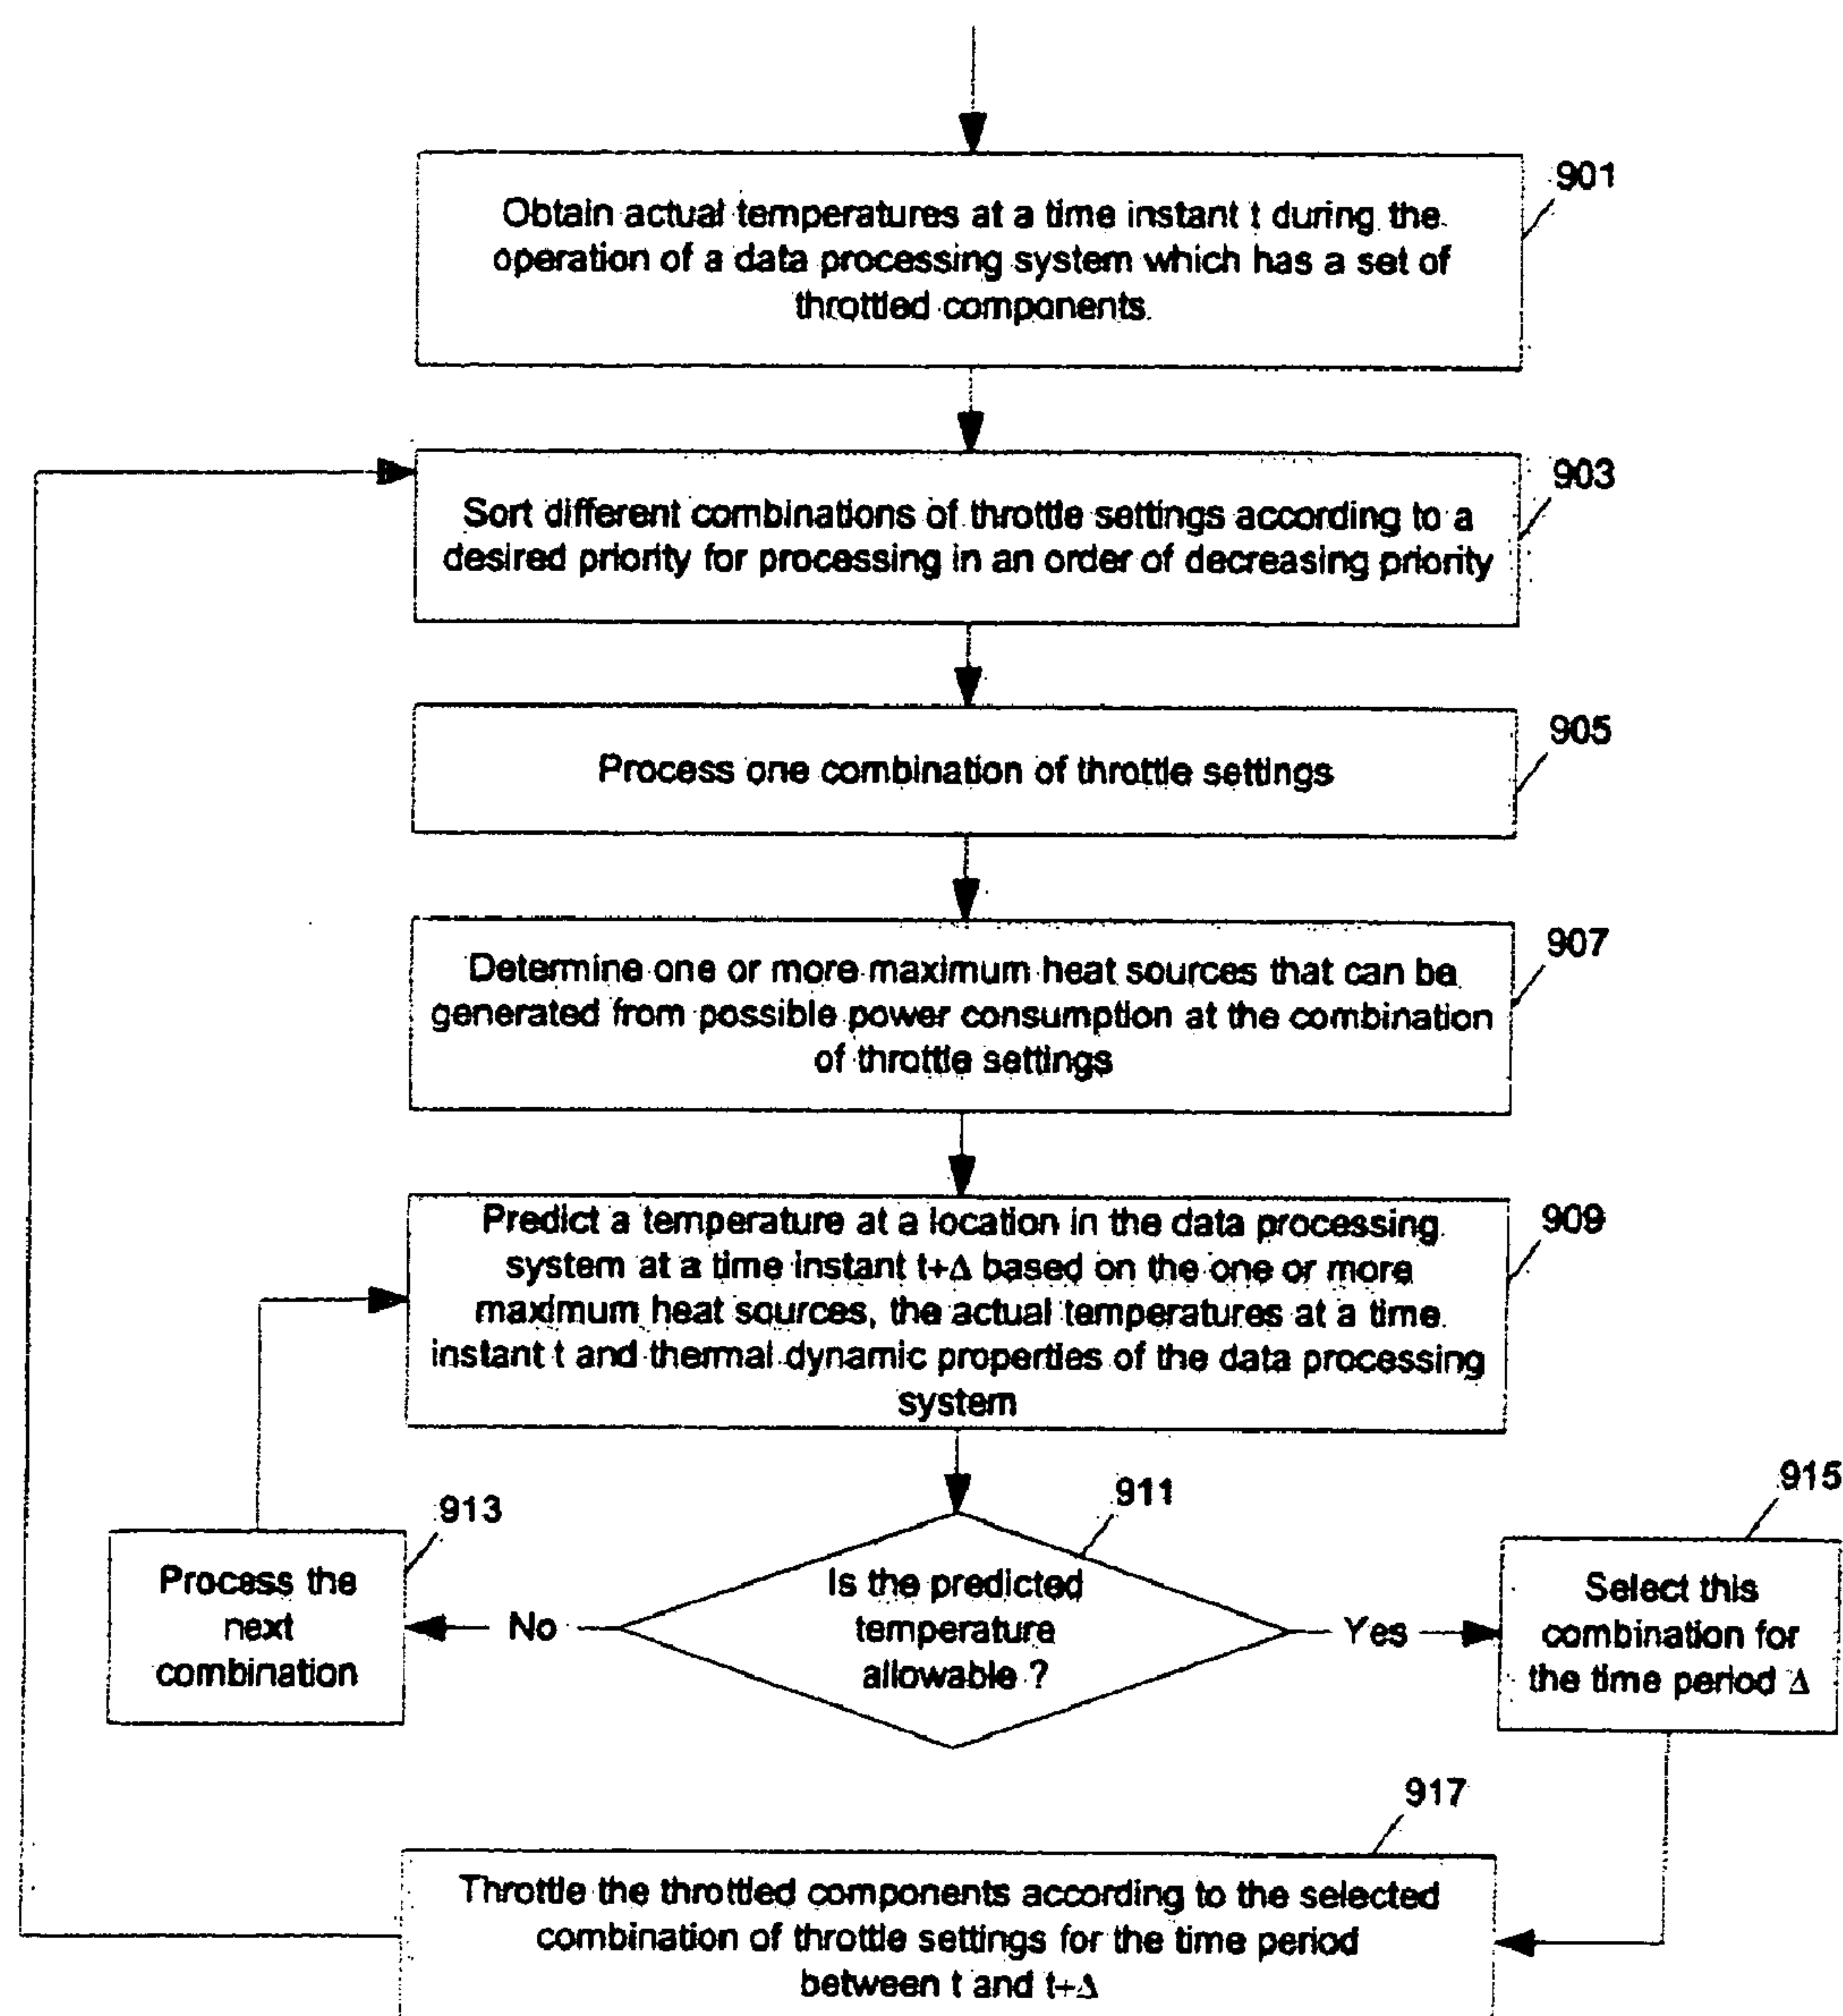 901
Obtain actual temperatures at a time instant t during the
operation of a data processing system which has a set of
throttled components.
903
Sort different combinations of throttle settings according to a
desired priority for processing in an order of decreasing priority
905
Process one combination of throttle settings
907
Determine one or more maximum heat sources that can be
generated from possible power consumption at the combination
of throttle settings
909
Predict a temperature at a location in the data processing
system at a time instant t+Δ based on the one or more
maximum heat sources, the actual temperatures at a time
instant t and thermal dynamic properties of the data processing
system
911
Is the predicted
temperature
allowable ?
No
Yes
913
Process the
next
combination
915
Select this
combination for
the time period Δ
917
Throttle the throttled components according to the selected
combination of throttle settings for the time period
between t and t+Δ